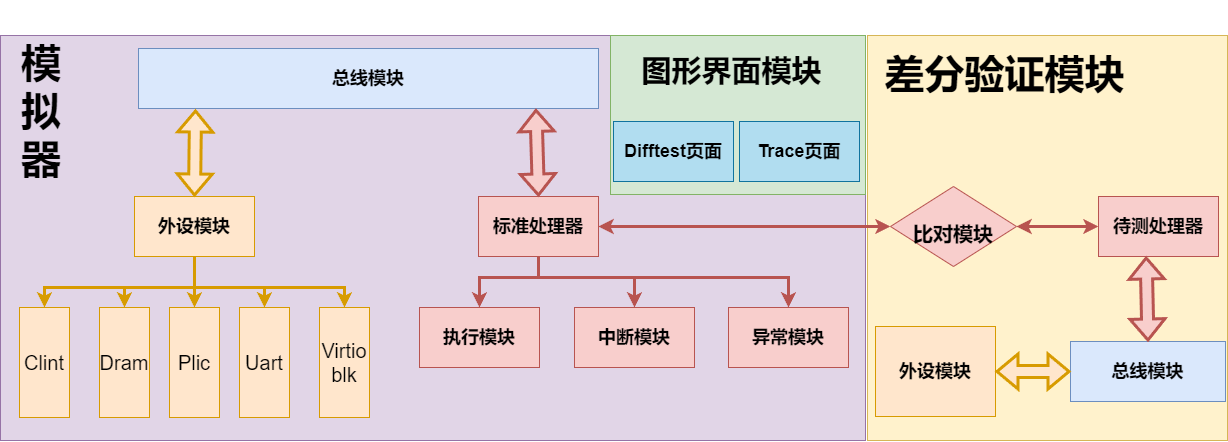 模
拟
器
总线模块
图形界面模块
差分验证模块
Difftest页面
Trace页面
外设模块
标准处理器
比对模块
待测处理器
Clint
Dram
Plic
Uart
Virtio
blk
执行模块
中断模块
异常模块
外设模块
总线模块